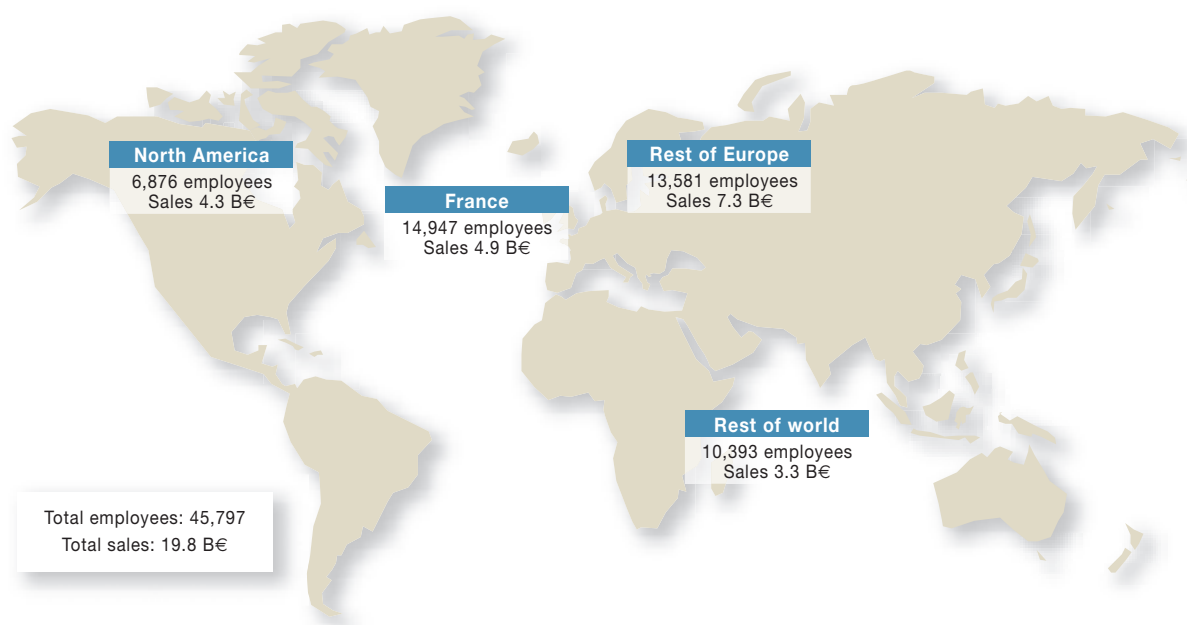 North America
6,876 employees
Sales 4.3 B€
France
14,947 employees
Sales 4.9 B€
Rest of Europe
13,581 employees
Sales 7.3 B€
Rest of world
10,393 employees
Sales 3.3 B€
Total employees: 45,797
Total sales: 19.8 B€